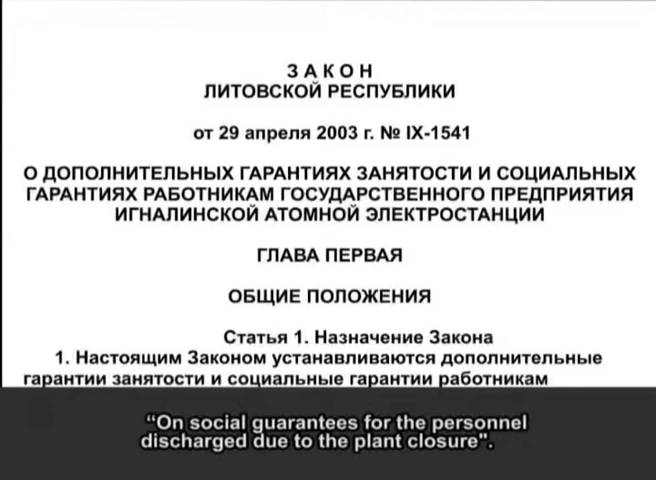 ЗАКОН
ЛИТОВСКОЙ РЕСПУБЛИКИ
от 29 апреля 2003 г. № IX-1541
О ДОПОЛНИТЕЛЬНЫХ ГАРАНТИЯХ ЗАНЯТОСТИ И СОЦИАЛЬНЫХ
ГАРАНТИЯХ РАБОТНИКАМ ГОСУДАРСТВЕННОГО ПРЕДПРИЯТИЯ
ИГНАЛИНСКОЙ АТОМНОЙ ЭЛЕКТРОСТАНЦИИ
ГЛАВА ПЕРВАЯ
ОБЩИЕ ПОЛОЖЕНИЯ
Статья 1. Назначение Закона
1. Настоящим Законом устанавливаются дополнительные
гарантии занятости и социальные гарантии работникам
“On social guarantees for the personnel
discharged due to the plant closure".